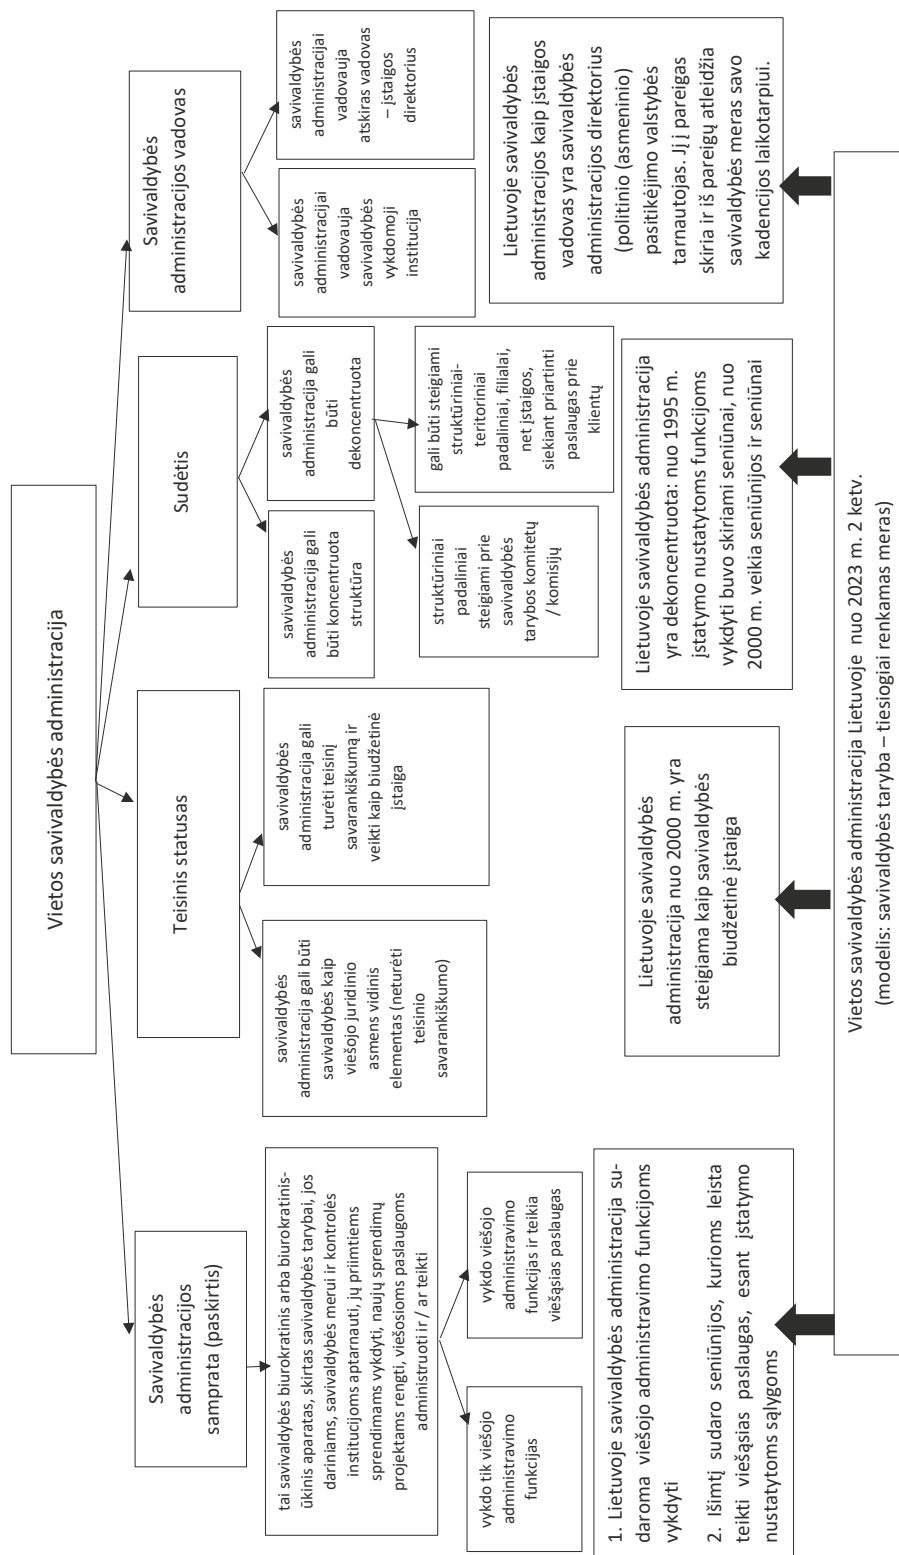 Vietos savivaldybės administracija
Savivaldybės
administracijos
samprata (paskirtis)
Teisinis statusas
Sudėtis
Savivaldybės
administracijos vadovas
tai savivaldybės biurokratinis arba biurokratinis-
ūkinis aparatas, skirtas savivaldybės tarybai, jos
dariniams, savivaldybės merui ir kontrolės
institucijoms aptarnauti, jų priimtiems
sprendimams vykdyti, naujų sprendimų
projektams rengti, viešosioms paslaugoms
administruoti ir / ar teikti
vykdo tik viešojo
administravimo
funkcijas
vykdo viešojo
administravimo
funkcijas ir teikia
viešąsias paslaugas
savivaldybės
administracija gali būti
savivaldybės kaip
viešojo juridinio
asmens vidinis
elementas (neturėti
teisinio
savarankiškumo)
savivaldybės
administracija gali
turėti teisinį
savarankiškumą ir
veikti kaip biudžetinė
įstaiga
savivaldybės
administracija gali
būti koncentruota
struktūra
savivaldybės
administracija gali
būti
dekoncentruota
struktūriniai
padaliniai
steigiami prie
savivaldybės
tarybos komitetų
/ komisijų
gali būti steigiami
struktūriniai-
teritoriniai
padaliniai, filialai,
net įstaigos,
siekiant priartinti
paslaugas prie
klientų
savivaldybės
administracijai
vadovauja
savivaldybės
vykdomoji
institucija
savivaldybės
administracijai
vadovauja
atskiras vadovas
– įstaigos
direktorius
1. Lietuvoje savivaldybės administracija su-
daroma viešojo administravimo funkcijoms
vykdyti
2. Išimtį sudaro seniūnijos, kurioms leista
teikti viešąsias paslaugas, esant įstatymo
nustatytoms sąlygoms
Lietuvoje savivaldybės
administracija nuo 2000 m. yra
steigiama kaip savivaldybės
biudžetinė įstaiga
Lietuvoje savivaldybės administracija
yra dekoncentruota: nuo 1995 m.
įstatymo nustatytoms funkcijoms
vykdyti buvo skiriami seniūnai, nuo
2000 m. veikia seniūnijos ir seniūnai
Lietuvoje savivaldybės
administracijos kaip įstaigos
vadovas yra savivaldybės
administracijos direktorius
(politinio (asmeninio)
pasitikėjimo valstybės
tarnautojas. Jį į pareigas
skiria ir iš pareigų atleidžia
savivaldybės meras savo
kadencijos laikotarpiui.
Vietos savivaldybės administracija Lietuvoje nuo 2023 m. 2 ketv.
(modelis: savivaldybės taryba – tiesiogiai renkamas meras)